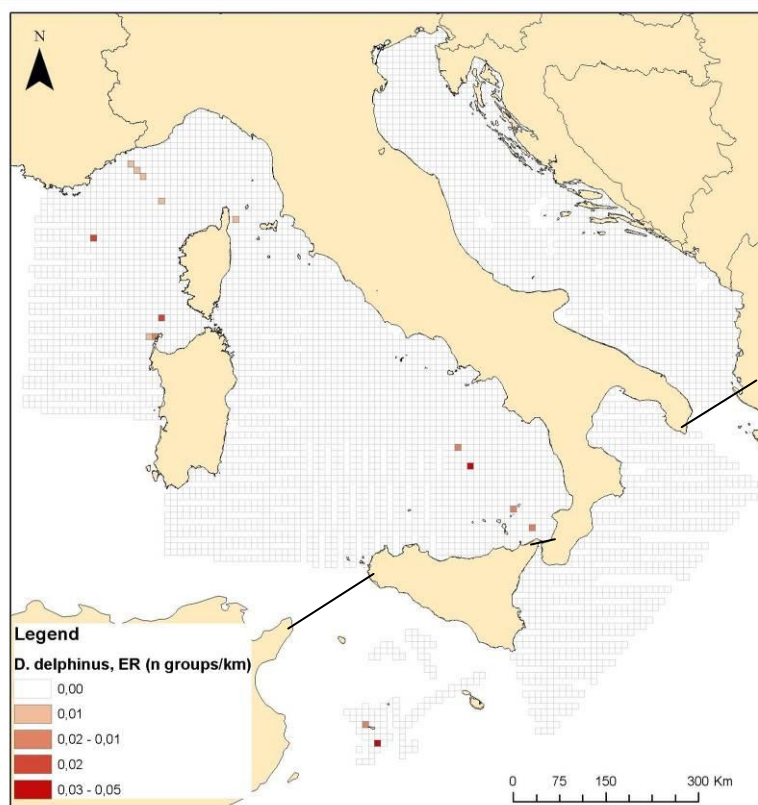 N
Legend
D. delphinus, ER (n groups/km)
0,00
0,01
0,02 - 0,01
0,02
0,03 - 0,05
0 75 150 300 Km